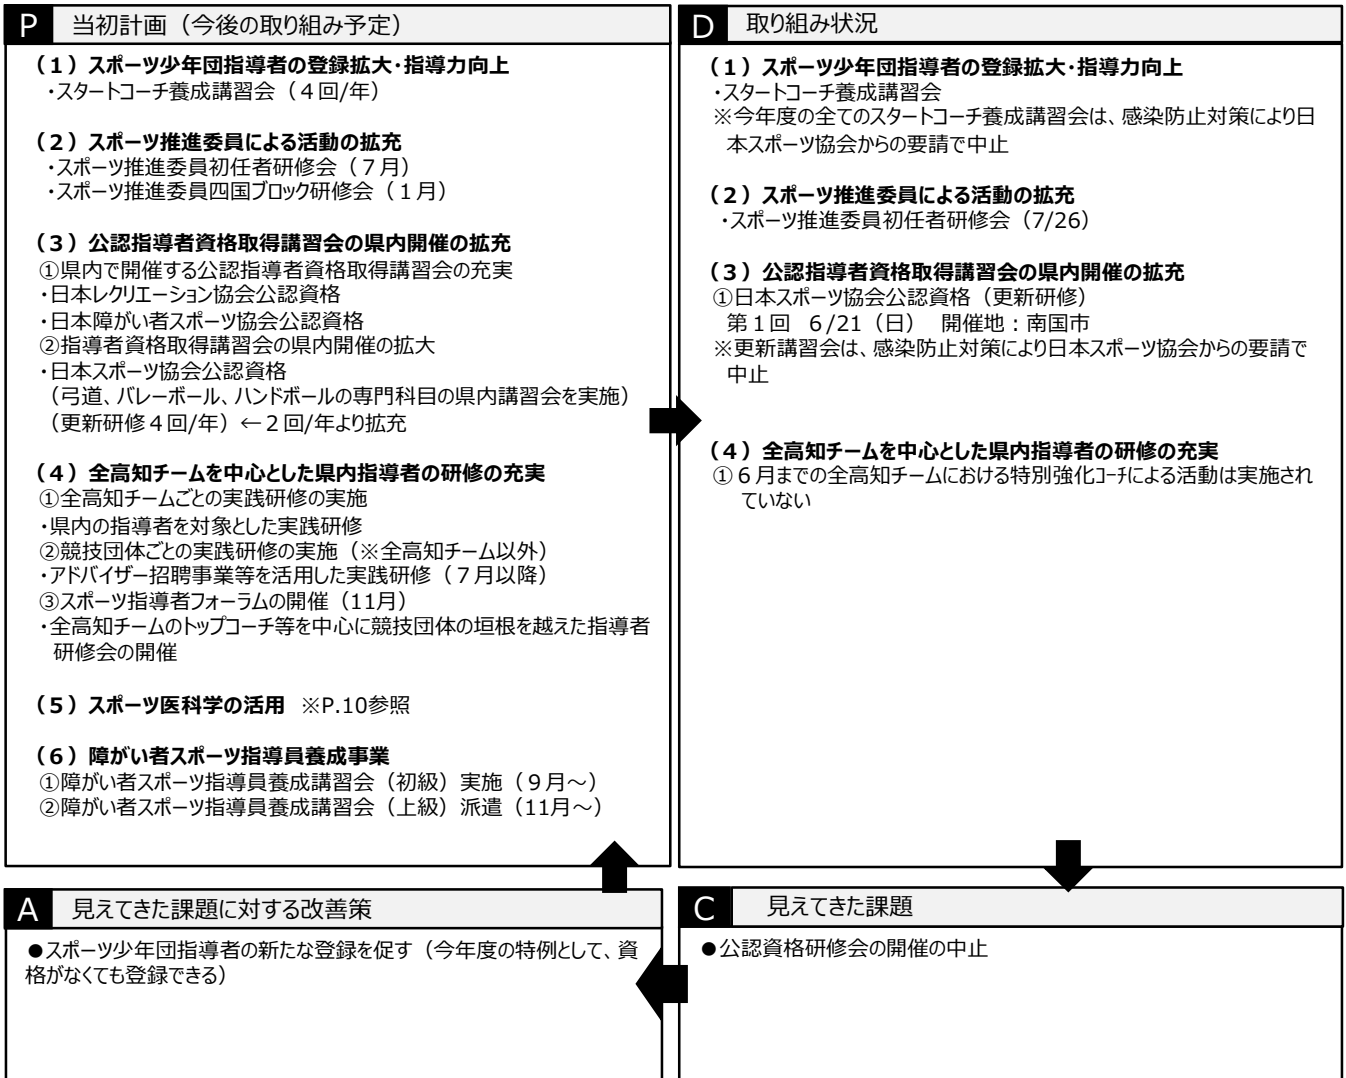 P 当初計画（今後の取り組み予定）
（１）スポーツ少年団指導者の登録拡大・指導力向上
・スタートコーチ養成講習会（４回/年）
（２）スポーツ推進委員による活動の拡充
・スポーツ推進委員初任者研修会（７月）
・スポーツ推進委員四国ブロック研修会（１月）
（３）公認指導者資格取得講習会の県内開催の拡充
①県内で開催する公認指導者資格取得講習会の充実
・日本レクリエーション協会公認資格
・日本障がい者スポーツ協会公認資格
②指導者資格取得講習会の県内開催の拡大
・日本スポーツ協会公認資格
（弓道、バレーボール、ハンドボールの専門科目の県内講習会を実施）
（更新研修４回/年）←２回/年より拡充
（４）全高知チームを中心とした県内指導者の研修の充実
①全高知チームごとの実践研修の実施
・県内の指導者を対象とした実践研修
②競技団体ごとの実践研修の実施（※全高知チーム以外）
・アドバイザー招聘事業等を活用した実践研修（７月以降）
③スポーツ指導者フォーラムの開催（11月）
・全高知チームのトップコーチ等を中心に競技団体の垣根を越えた指導者
研修会の開催
（５）スポーツ医科学の活用 ※P.10参照
（６）障がい者スポーツ指導員養成事業
①障がい者スポーツ指導員養成講習会（初級）実施（９月～）
②障がい者スポーツ指導員養成講習会（上級）派遣（11月～）
D 取り組み状況
（１）スポーツ少年団指導者の登録拡大・指導力向上
・スタートコーチ養成講習会
※今年度の全てのスタートコーチ養成講習会は、感染防止対策により日
本スポーツ協会からの要請で中止
（２）スポーツ推進委員による活動の拡充
・スポーツ推進委員初任者研修会（7/26）
（３）公認指導者資格取得講習会の県内開催の拡充
①日本スポーツ協会公認資格（更新研修）
第１回 ６/21（日） 開催地：南国市
※更新講習会は、感染防止対策により日本スポーツ協会からの要請で
中止
（４）全高知チームを中心とした県内指導者の研修の充実
①６月までの全高知チームにおける特別強化コーチによる活動は実施され
ていない
C 見えてきた課題
●公認資格研修会の開催の中止
A 見えてきた課題に対する改善策
●スポーツ少年団指導者の新たな登録を促す（今年度の特例として、資
格がなくても登録できる）